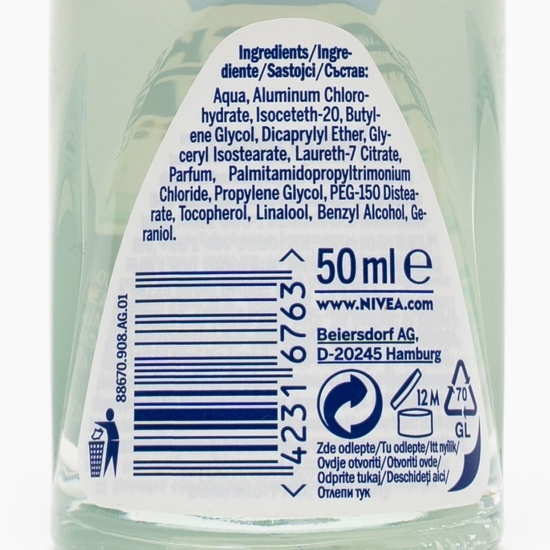 Ingredients/Ingre-
diente/Sastojci/Състав:
Aqua, Aluminum Chloro-
hydrate, Isoceteth-20, Butyl-
ene Glycol, Dicaprylyl Ether, Gly-
ceryl Isostearate, Laureth-7 Citrate,
Parfum, Palmitamidopropyltrimonium
Chloride, Propylene Glycol, PEG-150 Distea-
rate, Tocopherol, Linalool, Benzyl Alcohol, Ge-
raniol.
50 ml e
www.NIVEA.com
Beiersdorf AG,
D-20245 Hamburg
88670.908.AG.01
< 4231 6763 >
12 M
70
GL
Zde odlepte/Tu odlepte/Itt nyílik/
Ovdje otvoriti/Otvoriti ovde/
Odprite tukaj/Deschideți aici/
Отлепи тук